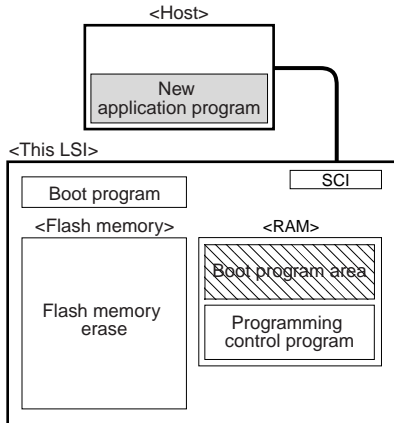 <Host>
New
application program
<This LSI>
SCI
Boot program
<Flash memory>
<RAM>
Boot program area
Flash memory
erase
Programming
control program